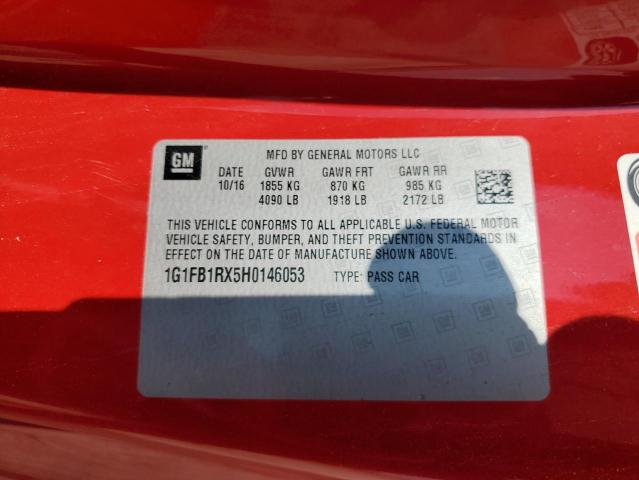 GM
MFD BY GENERAL MOTORS LLC
DATE GVWR GAWR FRT GAWR RR
10/16 1855 KG 870 KG 985 KG
4090 LB 1918 LB 2172 LB
THIS VEHICLE CONFORMS TO ALL APPLICABLE U.S. FEDERAL MOTOR
VEHICLE SAFETY, BUMPER, AND THEFT PREVENTION STANDARDS IN
EFFECT ON THE DATE OF MANUFACTURE SHOWN ABOVE.
1G1FB1RX5H0146053 TYPE: PASS CAR